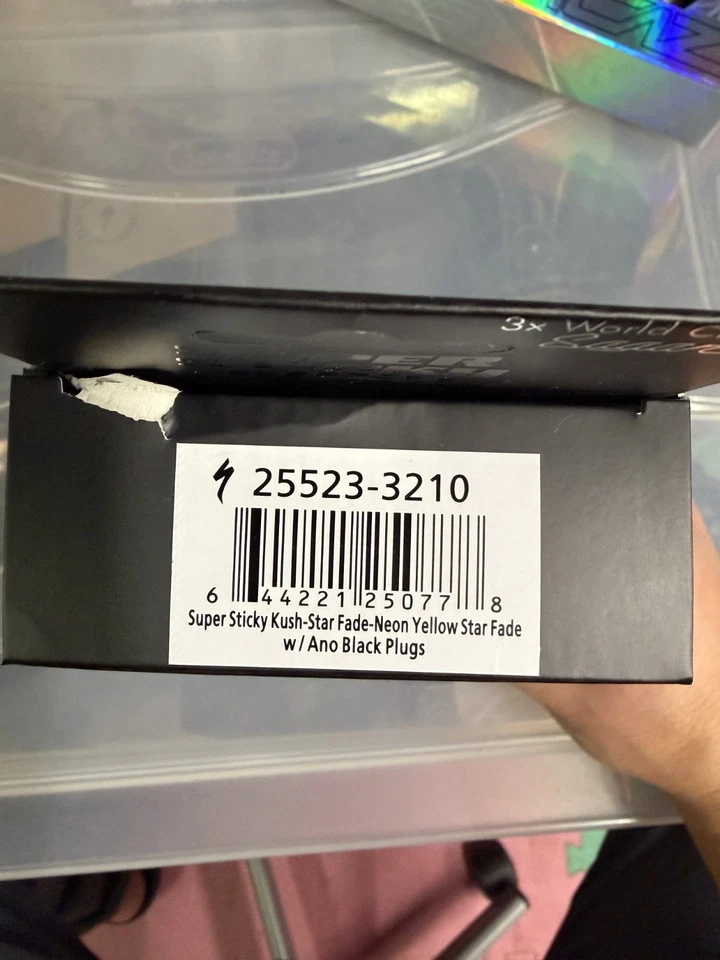 3x World
25523-3210
6 44221 25077 8
Super Sticky Kush-Star Fade-Neon Yellow Star Fade
w/Ano Black Plugs